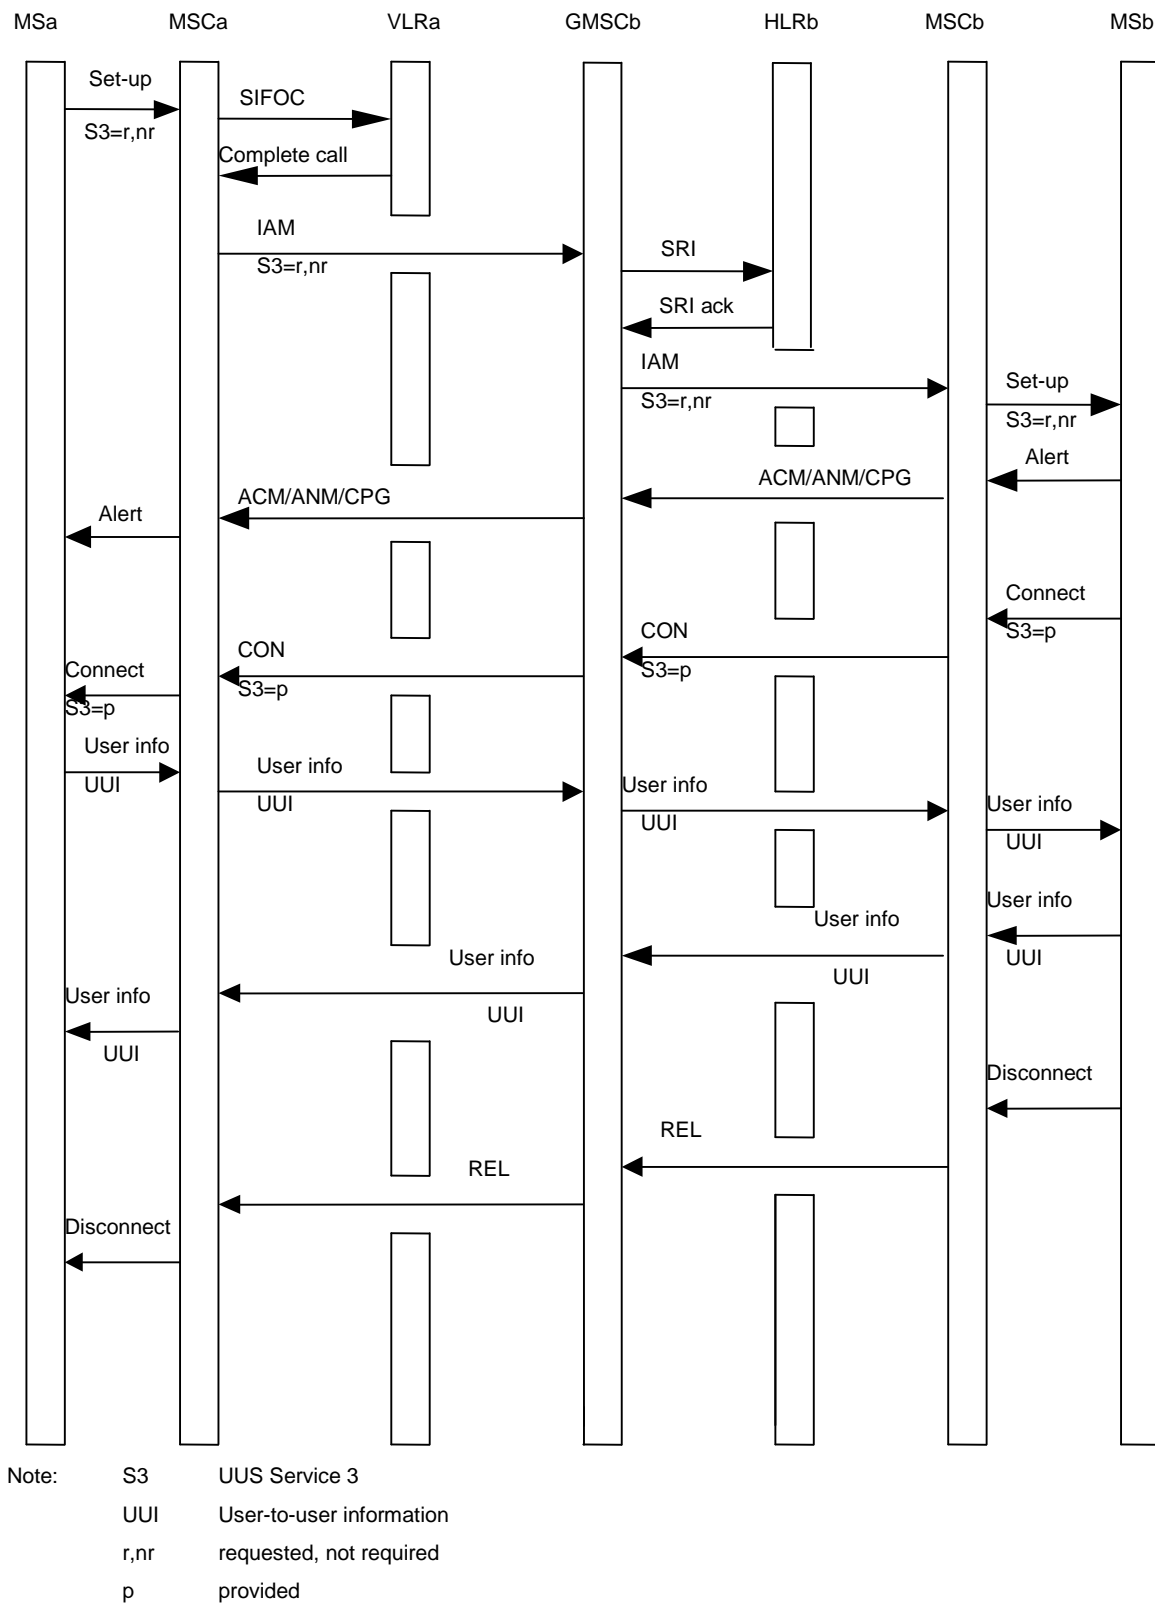 MSa MSCa VLRa GMSCb HLRb MSCb MSb
Set-up
S3=r,nr
SIFOC
Complete call
IAM
S3=r,nr
SRI
SRI ack
IAM
S3=r,nr
Set-up
S3=r,nr
Alert
ACM/ANM/CPG
ACM/ANM/CPG
Alert
Connect
S3=p
CON
S3=p
CON
S3=p
Connect
S3=p
User info
UUI
User info
UUI
User info
UUI
User info
UUI
User info
UUI
User info
UUI
User info
UUI
User info
UUI
Disconnect
REL
REL
Disconnect
Note: S3 UUS Service 3
UUI User-to-user information
r,nr requested, not required
p provided